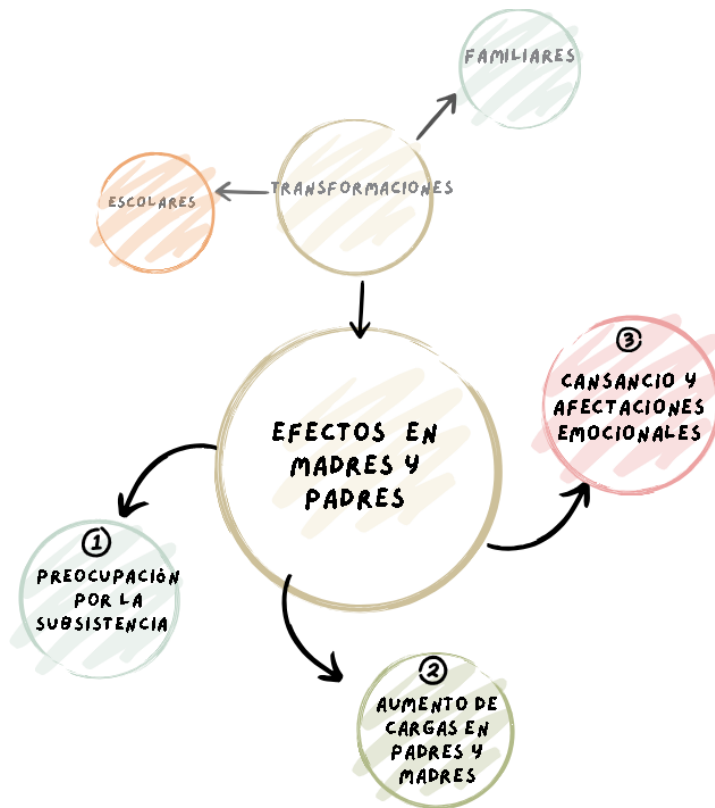 FAMILIARES
TRANSFORMACIONES
ESCOLARES
EFECTOS EN
MADRES Y
PADRES
1
PREOCUPACIÓN
POR LA
SUBSISTENCIA
2
AUMENTO DE
CARGAS EN
PADRES Y
MADRES
3
CANSANCIO Y
AFECTACIONES
EMOCIONALES